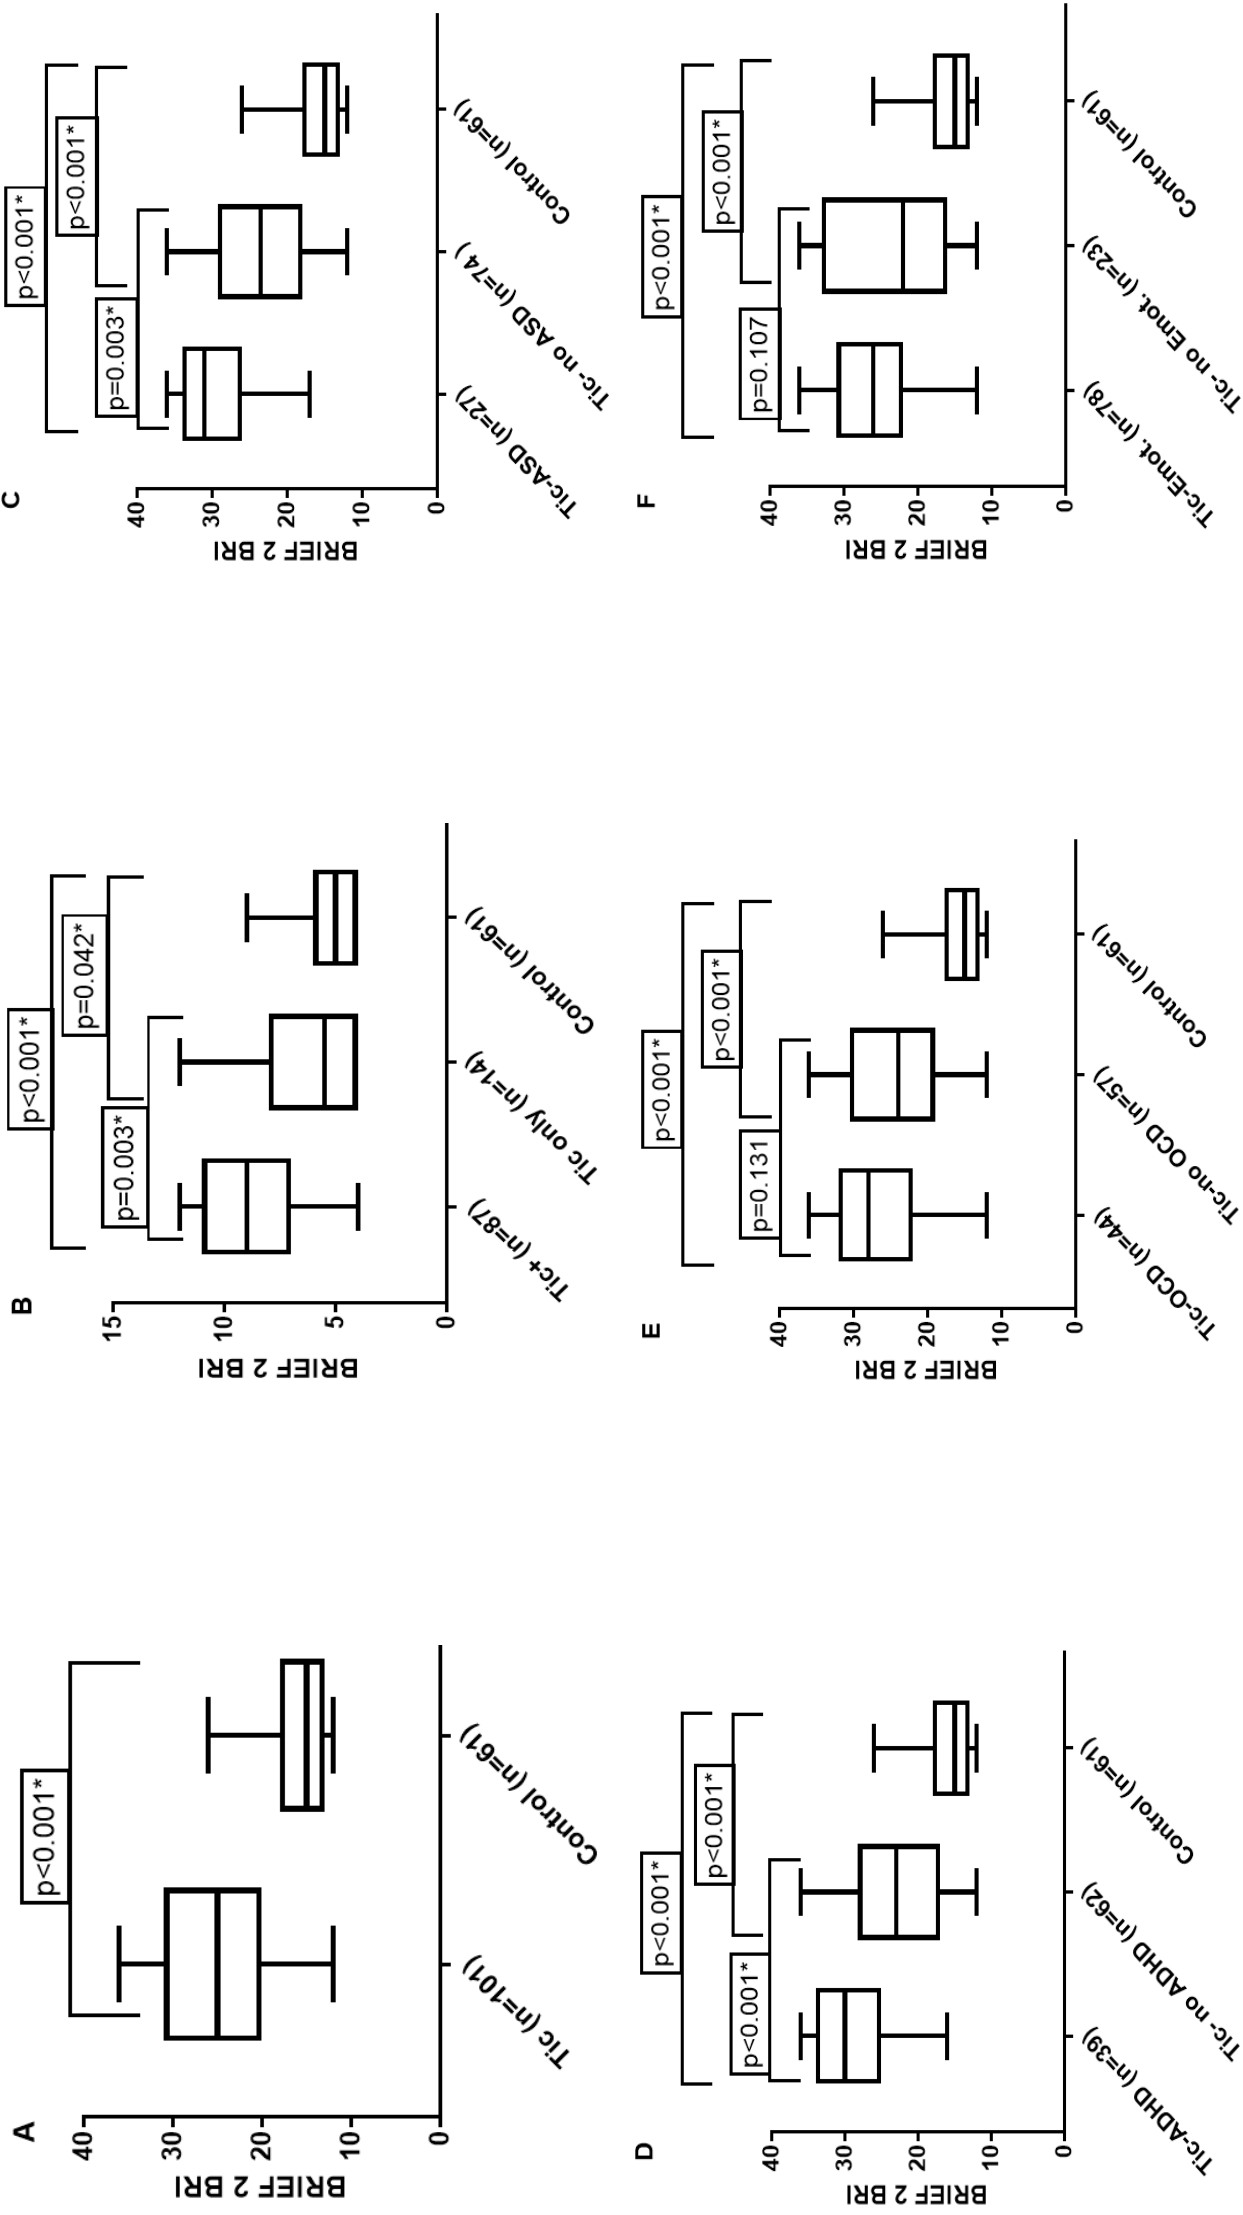 A
BRIEF 2 BRI
40
30
20
10
0
p<0.001*
Tic (n=101)
Control (n=61)
B
BRIEF 2 BRI
15
10
5
0
p<0.001*
p=0.042*
p=0.003*
Tic+ (n=87)
Tic only (n=14)
Control (n=61)
C
BRIEF 2 BRI
40
30
20
10
0
p<0.001*
p<0.001*
p=0.003*
Tic-ASD (n=27)
Tic- no ASD (n=74 )
Control (n=61)
D
BRIEF 2 BRI
40
30
20
10
0
p<0.001*
p<0.001*
p<0.001*
Tic-ADHD (n=39)
Tic- no ADHD (n=62)
Control (n=61)
E
BRIEF 2 BRI
40
30
20
10
0
p<0.001*
p<0.001*
p=0.131
Tic-OCD (n=44)
Tic-no OCD (n=57)
Control (n=61)
F
BRIEF 2 BRI
40
30
20
10
0
p<0.001*
p<0.001*
p=0.107
Tic-Emot. (n=78)
Tic- no Emot. (n=23)
Control (n=61)